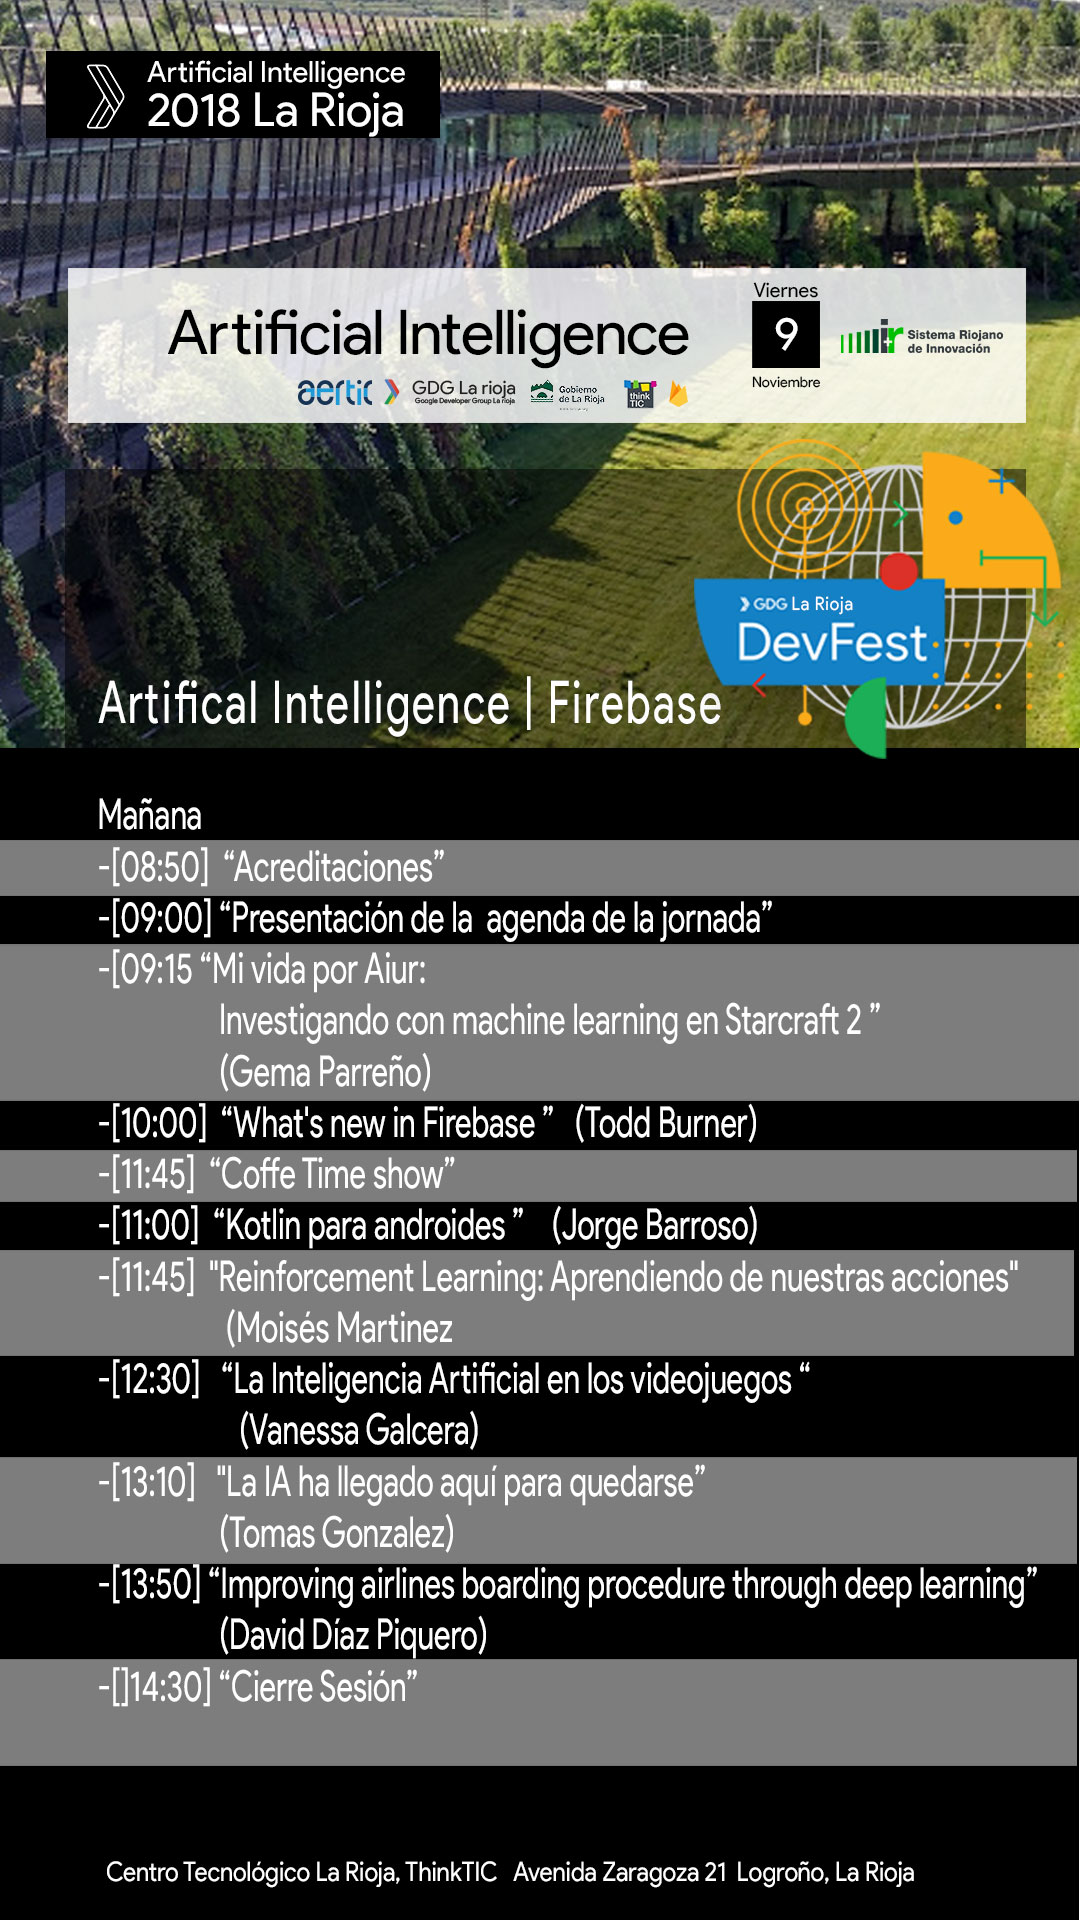 Artificial Intelligence
2018 La Rioja
Artificial Intelligence
aertic
GDG La rioja
Google Developer Group La rioja
Gobierno
de La Rioja
think
TIC
Viernes
9
Noviembre
Sistema Riojano
de Innovación
GDG La Rioja
DevFest
Artifical Intelligence | Firebase
Mañana
-[08:50] “Acreditaciones”
-[09:00] “Presentación de la agenda de la jornada”
-[09:15 “Mi vida por Aiur:
Investigando con machine learning en Starcraft 2 ”
(Gema Parreño)
-[10:00] “What's new in Firebase ” (Todd Burner)
-[11:45] “Coffe Time show”
-[11:00] “Kotlin para androides ” (Jorge Barroso)
-[11:45] "Reinforcement Learning: Aprendiendo de nuestras acciones"
(Moisés Martinez
-[12:30] “La Inteligencia Artificial en los videojuegos “
(Vanessa Galcera)
-[13:10] "La IA ha llegado aquí para quedarse”
(Tomas Gonzalez)
-[13:50] “Improving airlines boarding procedure through deep learning”
(David Díaz Piquero)
-[]14:30] “Cierre Sesión”
Centro Tecnológico La Rioja, ThinkTIC Avenida Zaragoza 21 Logroño, La Rioja